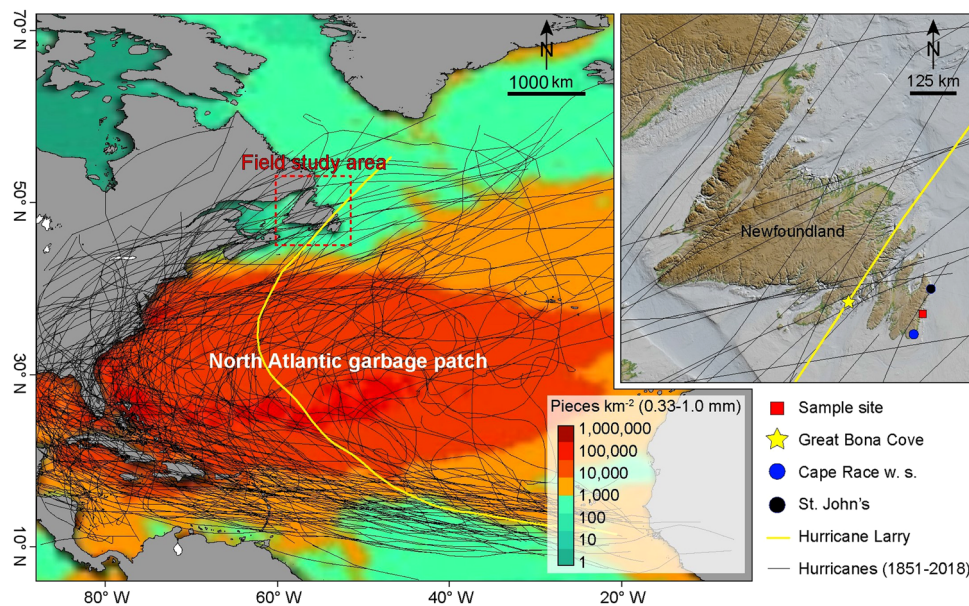 70° N
50° N
30° N
10° N
80° W
60° W
40° W
20° W
N
1000 km
Field study area
North Atlantic garbage patch
Pieces km-² (0.33-1.0 mm)
1,000,000
100,000
10,000
1,000
100
10
1
N
125 km
Newfoundland
Sample site
Great Bona Cove
Cape Race w. s.
St. John's
Hurricane Larry
Hurricanes (1851-2018)